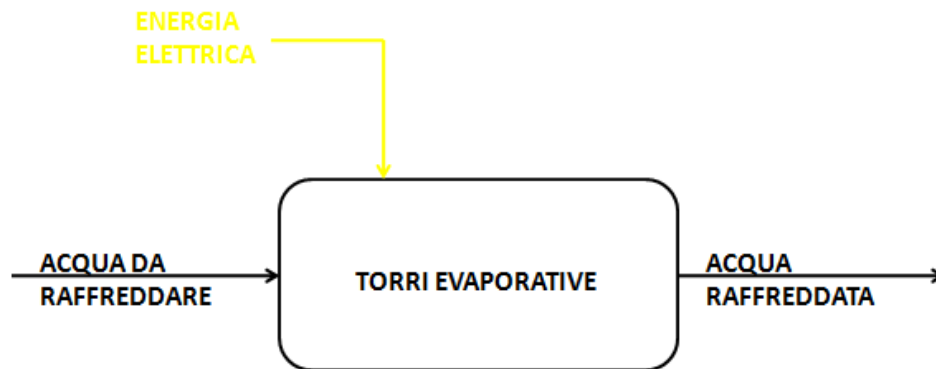 ENERGIA
ELETTRICA
ACQUA DA
RAFFREDDARE
TORRI EVAPORATIVE
ACQUA
RAFFREDDATA